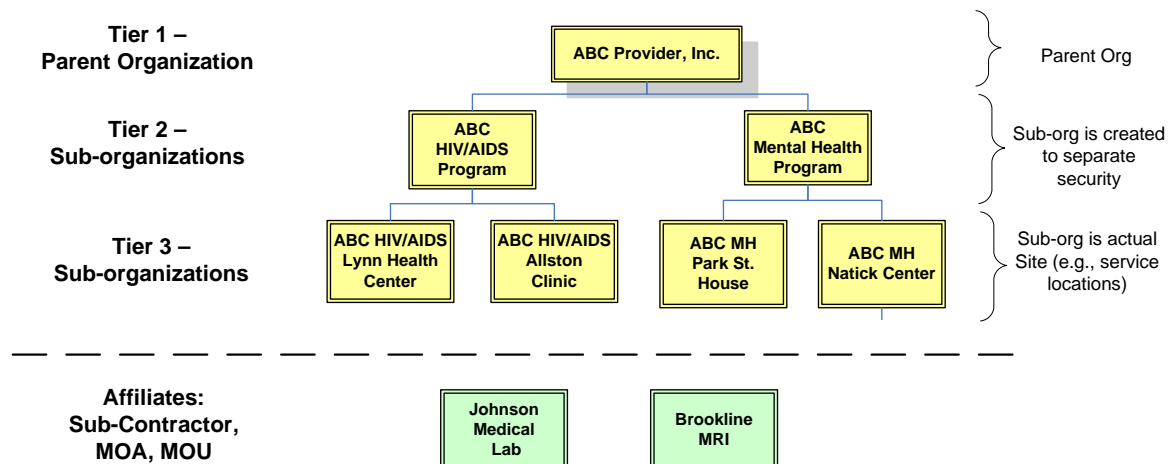 Tier 1 –
Parent Organization
ABC Provider, Inc.
Parent Org
Tier 2 –
Sub-organizations
ABC
HIV/AIDS
Program
ABC
Mental Health
Program
Sub-org is created
to separate
security
Tier 3 –
Sub-organizations
ABC HIV/AIDS
Lynn Health
Center
ABC HIV/AIDS
Allston
Clinic
ABC MH
Park St.
House
ABC MH
Natick Center
Sub-org is actual
Site (e.g., service
locations)
Affiliates:
Sub-Contractor,
MOA, MOU
Johnson
Medical
Lab
Brookline
MRI